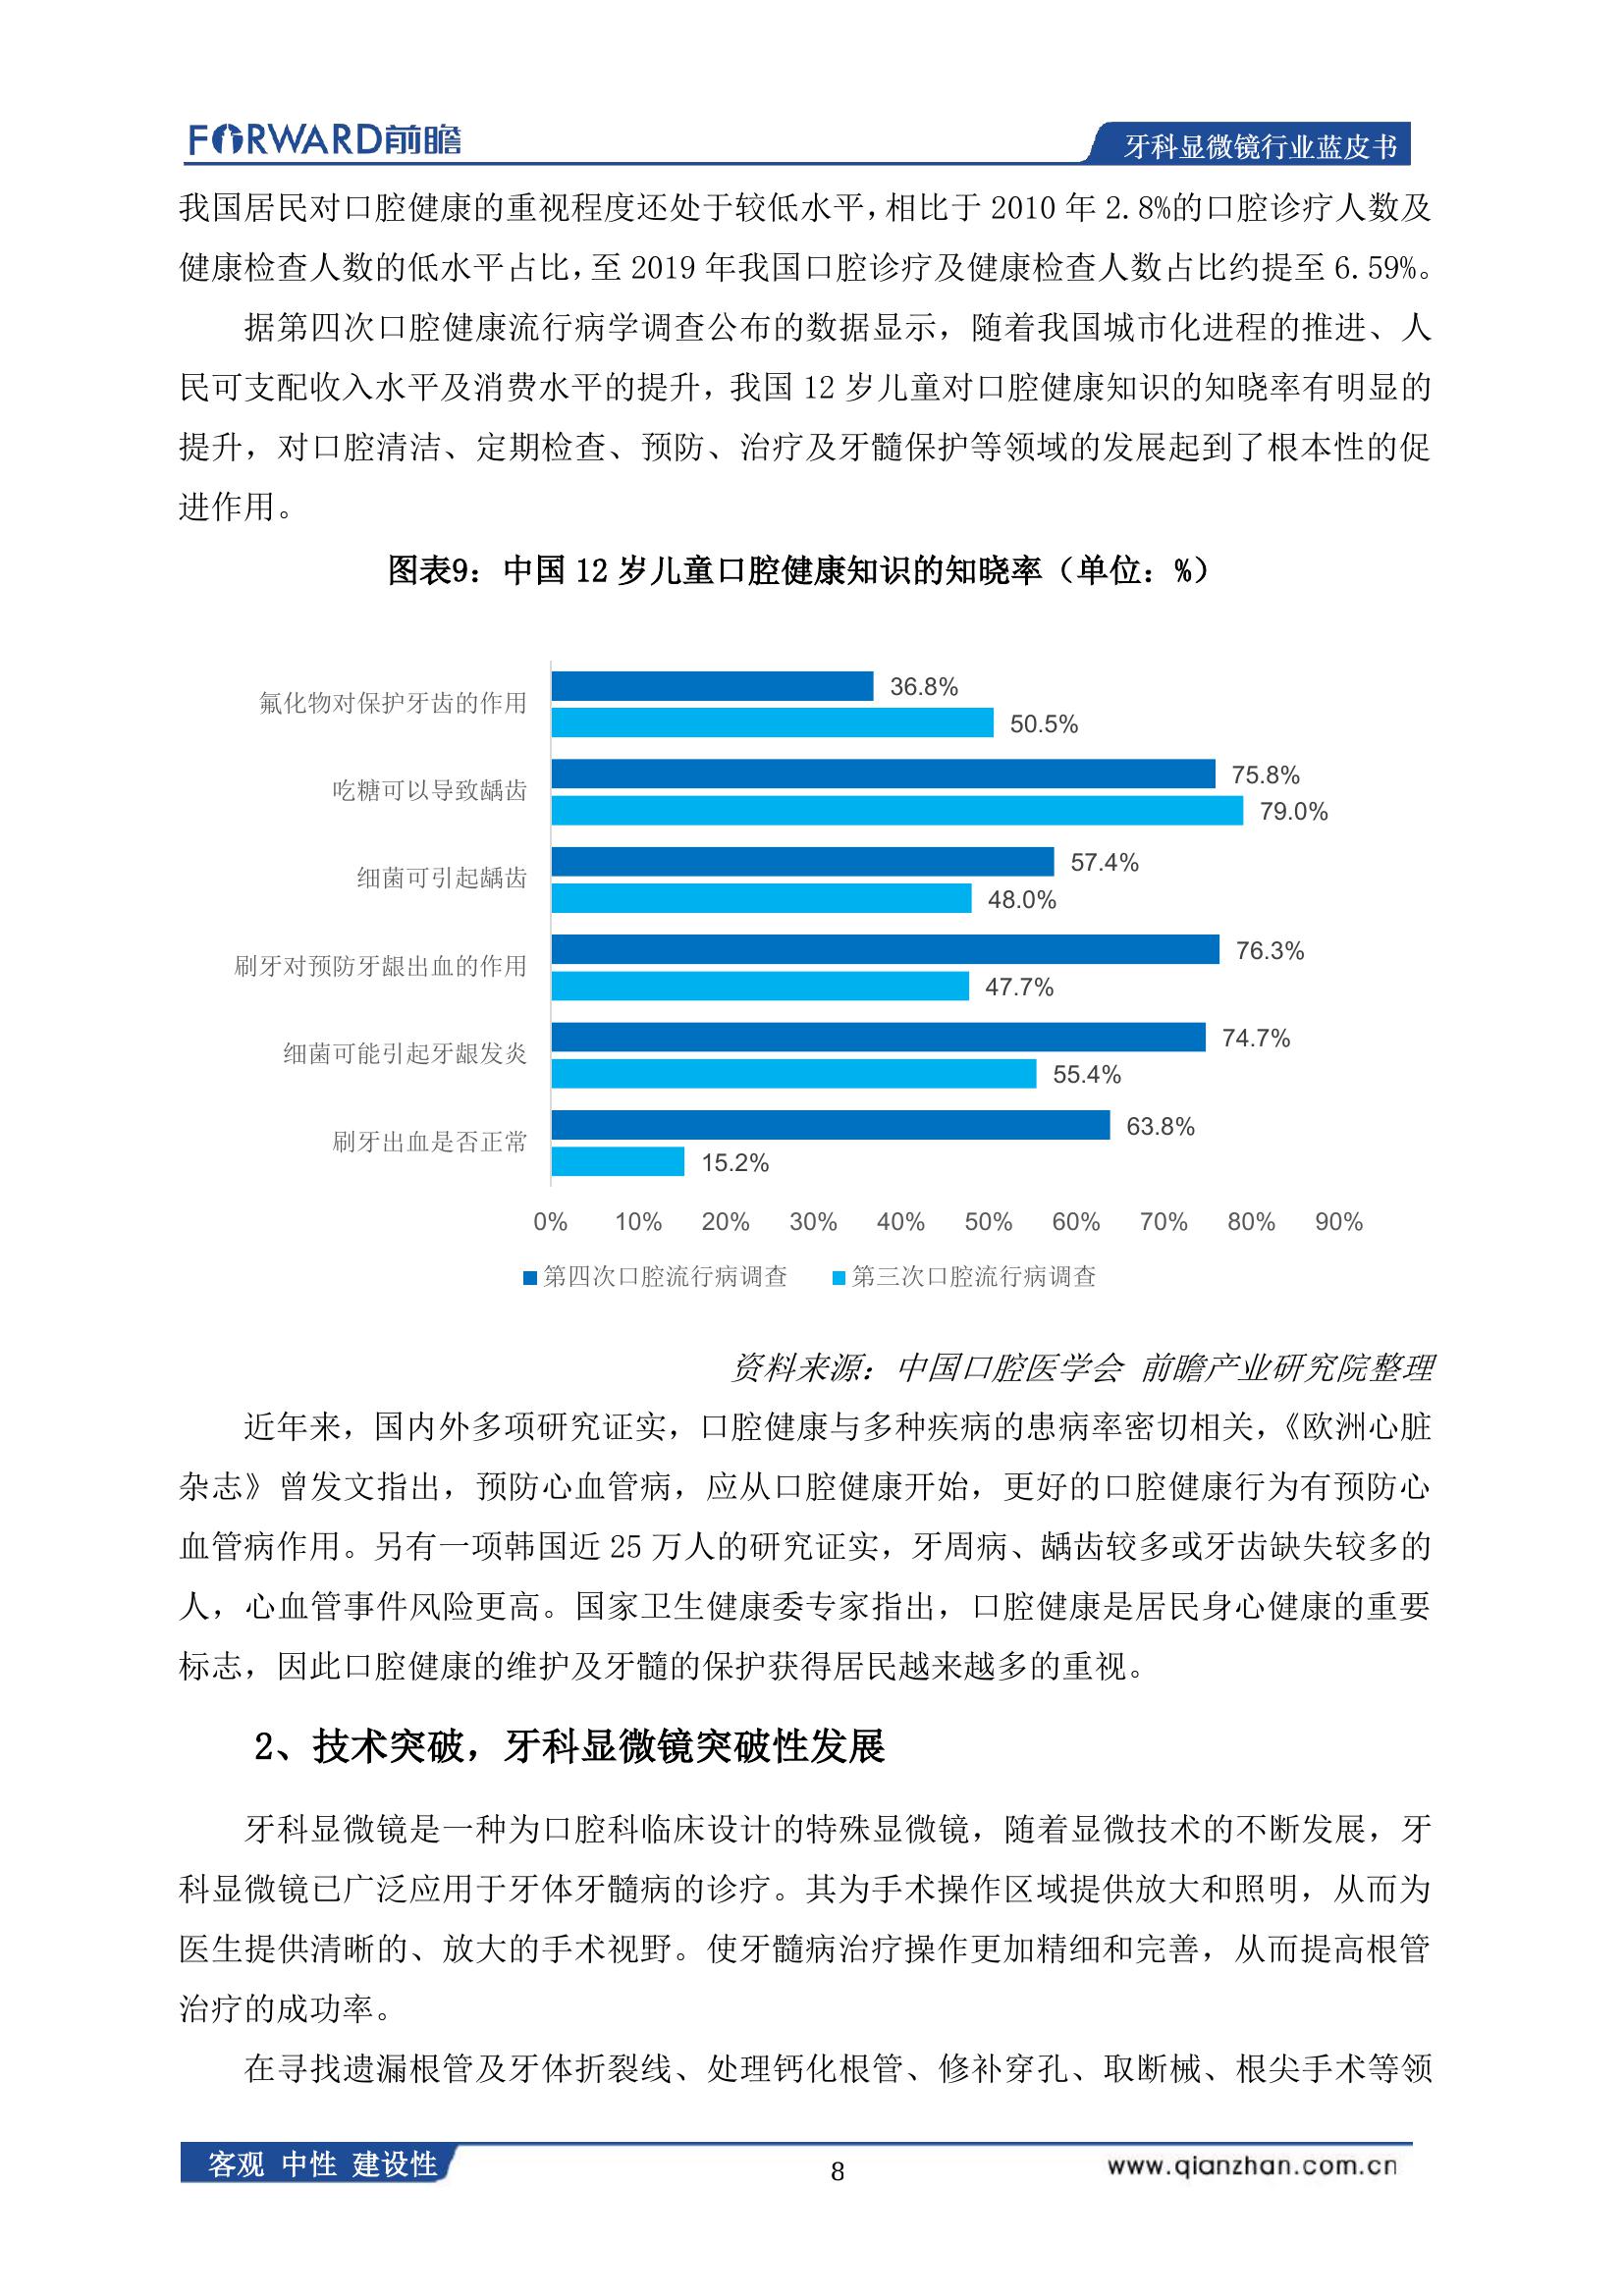 FORWARD前瞻
牙科显微镜行业蓝皮书
我国居民对口腔健康的重视程度还处于较低水平，相比于 2010 年 2.8%的口腔诊疗人数及
健康检查人数的低水平占比，至 2019 年我国口腔诊疗及健康检查人数占比约提至 6.59%。
据第四次口腔健康流行病学调查公布的数据显示，随着我国城市化进程的推进、人
民可支配收入水平及消费水平的提升，我国 12 岁儿童对口腔健康知识的知晓率有明显的
提升，对口腔清洁、定期检查、预防、治疗及牙髓保护等领域的发展起到了根本性的促
进作用。
图表9：中国 12 岁儿童口腔健康知识的知晓率（单位：%）
氟化物对保护牙齿的作用
36.8%
50.5%
吃糖可以导致龋齿
75.8%
79.0%
细菌可引起龋齿
57.4%
48.0%
刷牙对预防牙龈出血的作用
76.3%
47.7%
细菌可能引起牙龈发炎
74.7%
55.4%
刷牙出血是否正常
63.8%
15.2%
0% 10% 20% 30% 40% 50% 60% 70% 80% 90%
第四次口腔流行病调查 第三次口腔流行病调查
资料来源：中国口腔医学会 前瞻产业研究院整理
近年来，国内外多项研究证实，口腔健康与多种疾病的患病率密切相关，《欧洲心脏
杂志》曾发文指出，预防心血管病，应从口腔健康开始，更好的口腔健康行为有预防心
血管病作用。另有一项韩国近 25 万人的研究证实，牙周病、龋齿较多或牙齿缺失较多的
人，心血管事件风险更高。国家卫生健康委专家指出，口腔健康是居民身心健康的重要
标志，因此口腔健康的维护及牙髓的保护获得居民越来越多的重视。
2、技术突破，牙科显微镜突破性发展
牙科显微镜是一种为口腔科临床设计的特殊显微镜，随着显微技术的不断发展，牙
科显微镜已广泛应用于牙体牙髓病的诊疗。其为手术操作区域提供放大和照明，从而为
医生提供清晰的、放大的手术视野。使牙髓病治疗操作更加精细和完善，从而提高根管
治疗的成功率。
在寻找遗漏根管及牙体折裂线、处理钙化根管、修补穿孔、取断械、根尖手术等领
客观 中性 建设性
8
www.qianzhan.com.cn